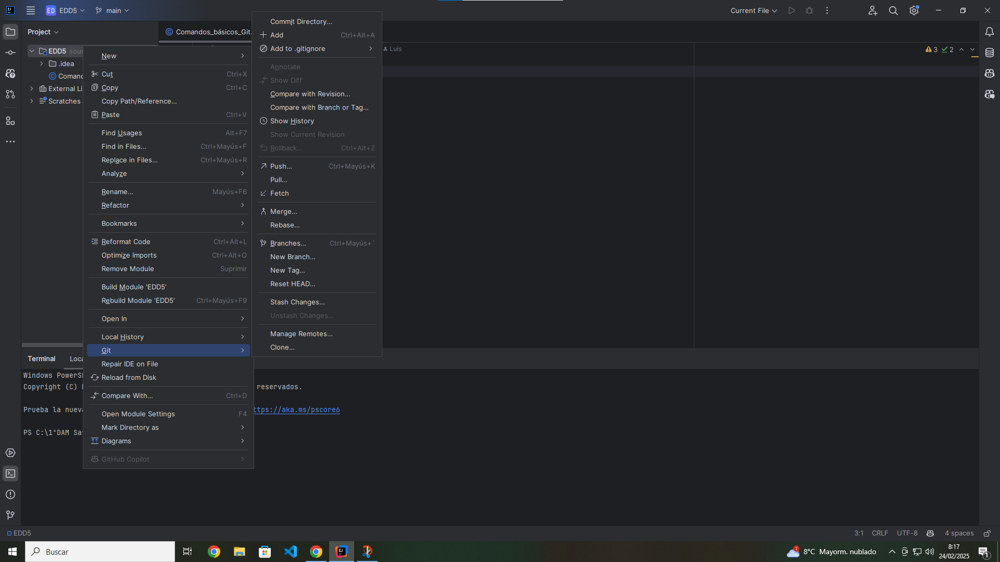 ED EDD5 main
Current File
Project
Comandos_básicos_Git.
EDD5 sour
.idea
Coman
External Li
Scratches
New
Cut Ctrl+X
Copy Ctrl+C
Copy Path/Reference...
Paste Ctrl+V
Find Usages Alt+F7
Find in Files... Ctrl+Mayús+F
Replace in Files... Ctrl+Mayús+R
Analyze
Rename... Mayús+F6
Refactor
Bookmarks
Reformat Code Ctrl+Alt+L
Optimize Imports Ctrl+Alt+O
Remove Module Suprimir
Build Module 'EDD5'
Rebuild Module 'EDD5' Ctrl+Mayús+F9
Open In
Local History
Git
Repair IDE on File
Reload from Disk
Compare With... Ctrl+D
Open Module Settings F4
Mark Directory as
Diagrams
GitHub Copilot
Commit Directory...
Add Ctrl+Alt+A
Add to .gitignore
Annotate
Show Diff
Compare with Revision...
Compare with Branch or Tag...
Show History
Show Current Revision
Rollback... Ctrl+Alt+Z
Push... Ctrl+Mayús+K
Pull...
Fetch
Merge...
Rebase...
Branches... Ctrl+Mayús+`
New Branch...
New Tag...
Reset HEAD...
Stash Changes...
Unstash Changes...
Manage Remotes...
Clone...
Luis
3 2
Terminal Loca
Windows PowerSh
Copyright (C) reservados.
Prueba la nueva ttps://aka.ms/pscore6
PS C:\1°DAM Sa
EDD5
3:1 CRLF UTF-8 4 spaces
Buscar
1 8°C Mayorm. nublado
8:17
24/02/2025
1